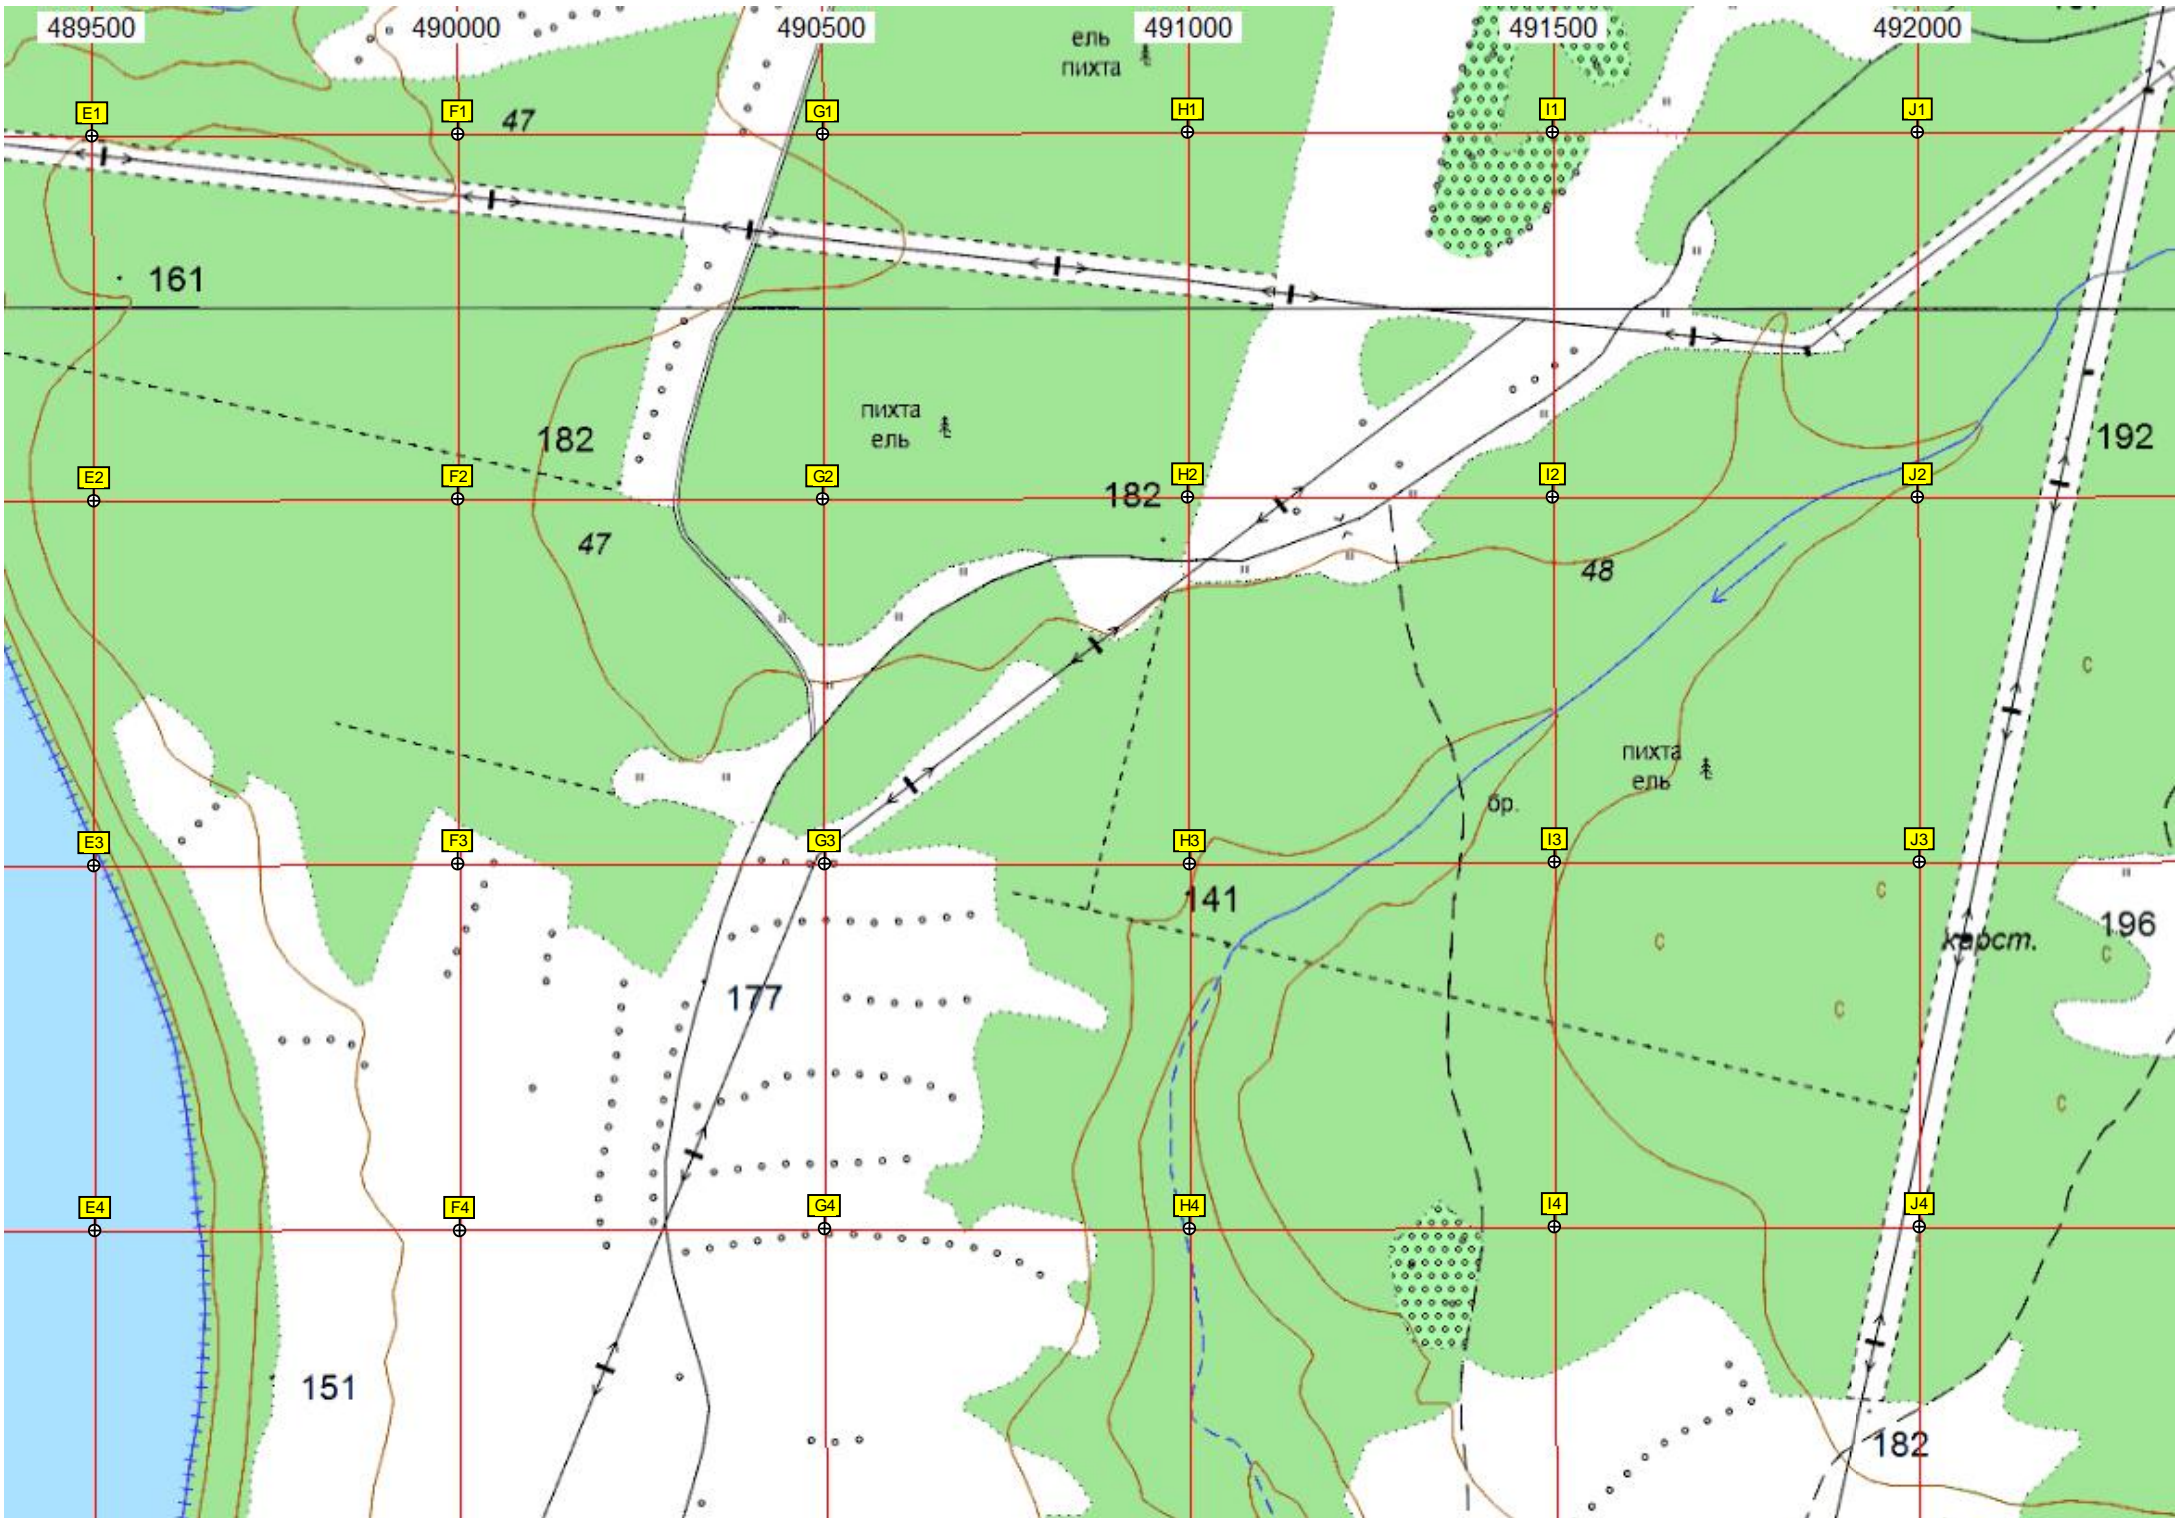 489500 490000 490500 491000 491500 492000
ель
пихта
E1 F1 G1 H1 I1 J1
47
161
пихта
ель
182
192
E2 F2 G2 H2 I2 J2
182
47
48
пихта
ель
бр.
с
E3 F3 G3 H3 I3 J3
141
с
196
карст.
с
с
177
с
с
E4 F4 G4 H4 I4 J4
151
182